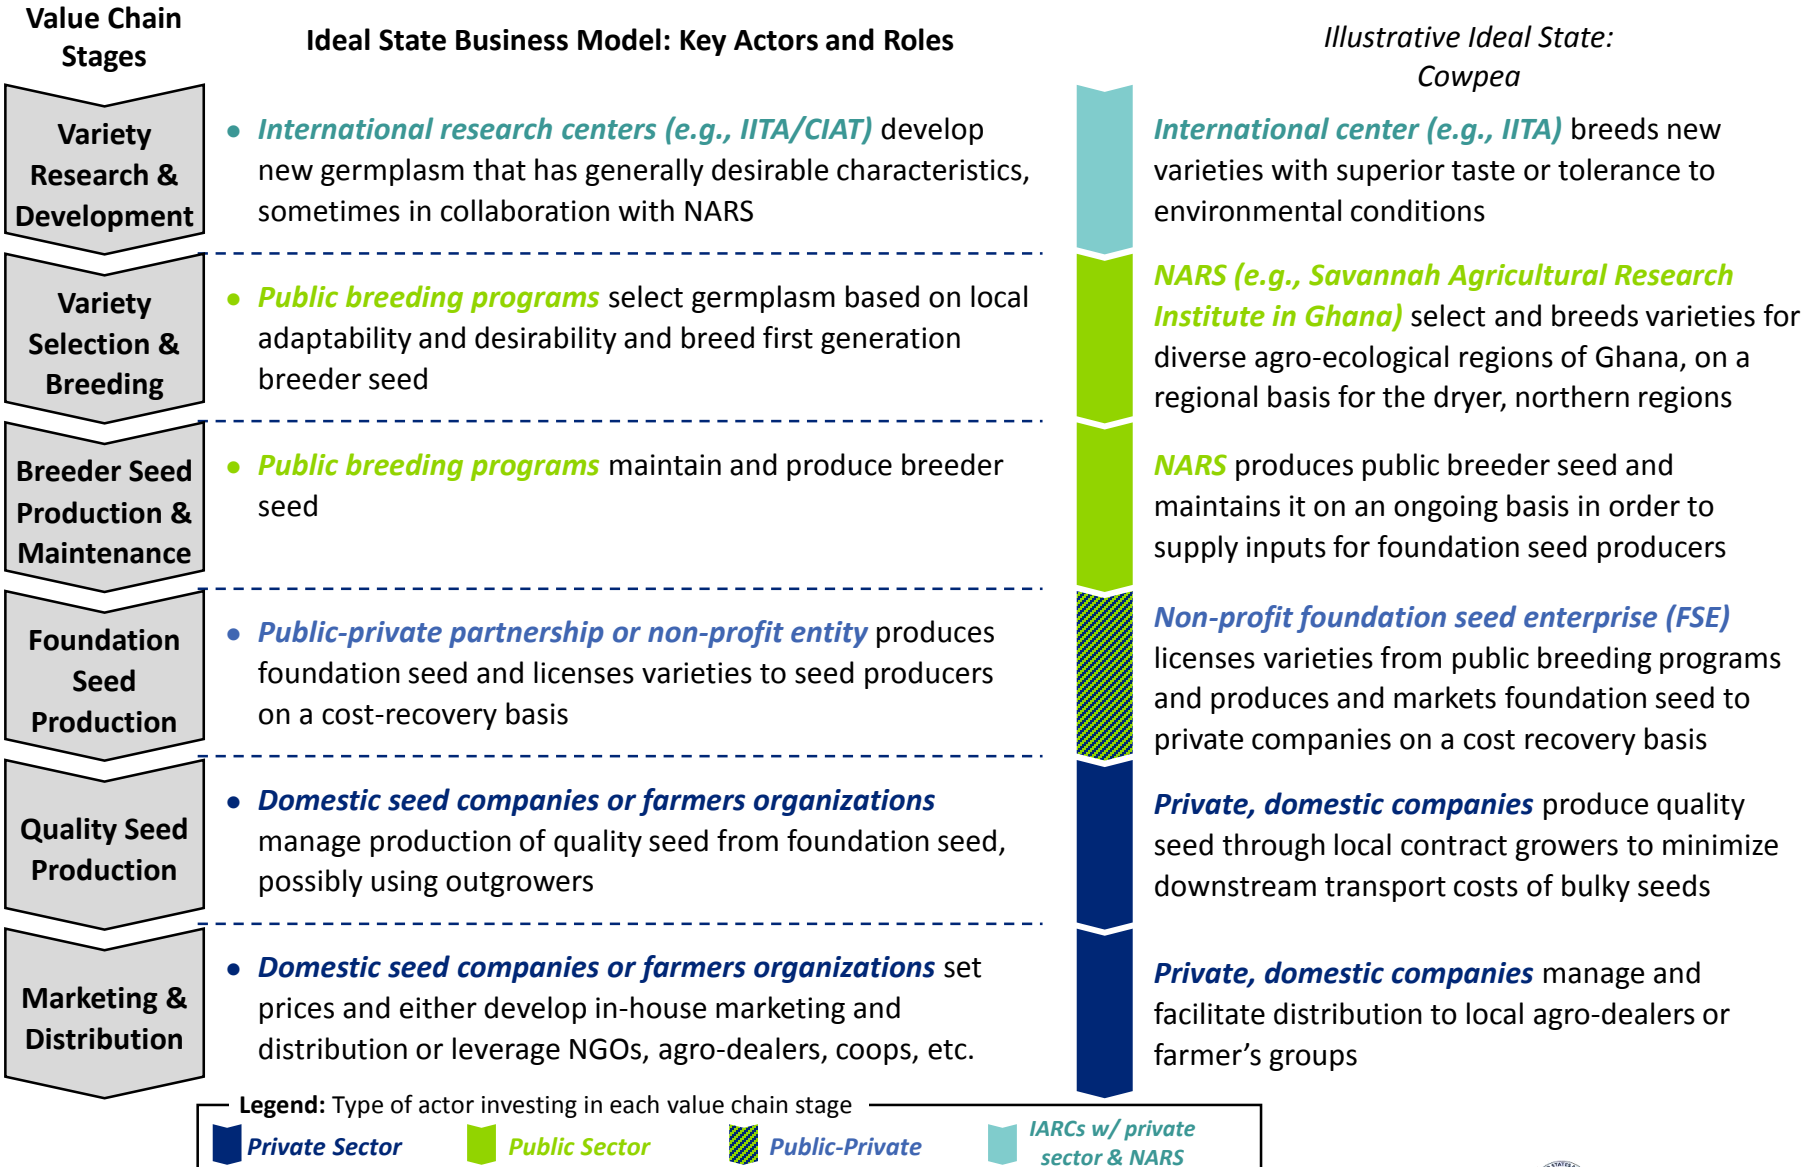 Value Chain
Stages
Ideal State Business Model: Key Actors and Roles
Illustrative Ideal State:
Cowpea
Variety
Research &
Development
● International research centers (e.g., IITA/CIAT) develop
new germplasm that has generally desirable characteristics,
sometimes in collaboration with NARS
International center (e.g., IITA) breeds new
varieties with superior taste or tolerance to
environmental conditions
Variety
Selection &
Breeding
● Public breeding programs select germplasm based on local
adaptability and desirability and breed first generation
breeder seed
NARS (e.g., Savannah Agricultural Research
Institute in Ghana) select and breeds varieties for
diverse agro-ecological regions of Ghana, on a
regional basis for the dryer, northern regions
Breeder Seed
Production &
Maintenance
● Public breeding programs maintain and produce breeder
seed
NARS produces public breeder seed and
maintains it on an ongoing basis in order to
supply inputs for foundation seed producers
Foundation
Seed
Production
● Public-private partnership or non-profit entity produces
foundation seed and licenses varieties to seed producers
on a cost-recovery basis
Non-profit foundation seed enterprise (FSE)
licenses varieties from public breeding programs
and produces and markets foundation seed to
private companies on a cost recovery basis
Quality Seed
Production
● Domestic seed companies or farmers organizations
manage production of quality seed from foundation seed,
possibly using outgrowers
Private, domestic companies produce quality
seed through local contract growers to minimize
downstream transport costs of bulky seeds
Marketing &
Distribution
● Domestic seed companies or farmers organizations set
prices and either develop in-house marketing and
distribution or leverage NGOs, agro-dealers, coops, etc.
Private, domestic companies manage and
facilitate distribution to local agro-dealers or
farmer’s groups
Legend: Type of actor investing in each value chain stage
Private Sector
Public Sector
Public-Private
IARCs w/ private
sector & NARS